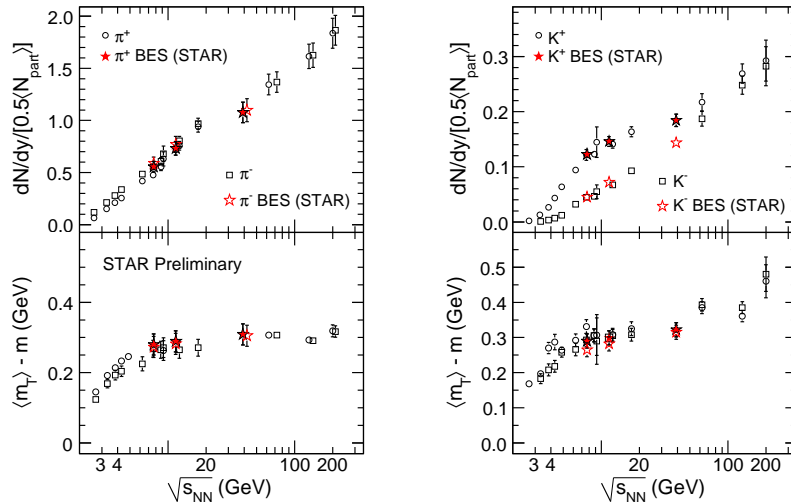 2.0
1.5
1.0
0.5
0.0
dN/dy/[0.5⟨N_part⟩]
π⁺
π⁺ BES (STAR)
π⁻
π⁻ BES (STAR)
STAR Preliminary
0.4
0.2
0
⟨m_T⟩ - m (GeV)
3 4 10 20 100 200
√s_NN (GeV)
0.3
0.2
0.1
0.0
dN/dy/[0.5⟨N_part⟩]
K⁺
K⁺ BES (STAR)
K⁻
K⁻ BES (STAR)
0.5
0.4
0.3
0.2
0.1
0
⟨m_T⟩ - m (GeV)
3 4 10 20 100 200
√s_NN (GeV)